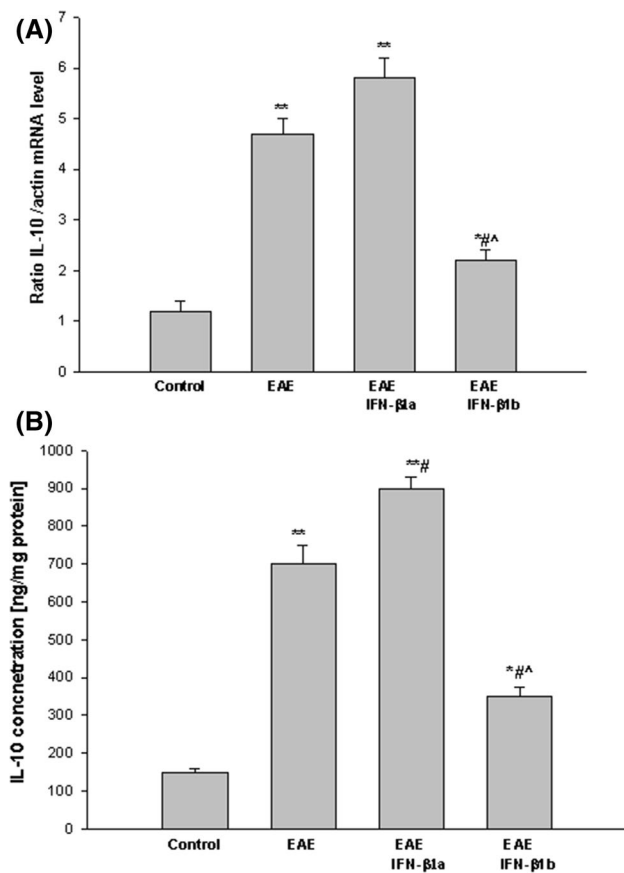 (A)
7
6
5
4
3
2
1
0
Ratio IL-10 /actin mRNA level
**
**
*#^
Control
EAE
EAE
IFN-β1a
EAE
IFN-β1b
(B)
1000
900
800
700
600
500
400
300
200
100
0
IL-10 concnetration [ng/mg protein]
**
**#
*#^
Control
EAE
EAE
IFN-β1a
EAE
IFN-β1b